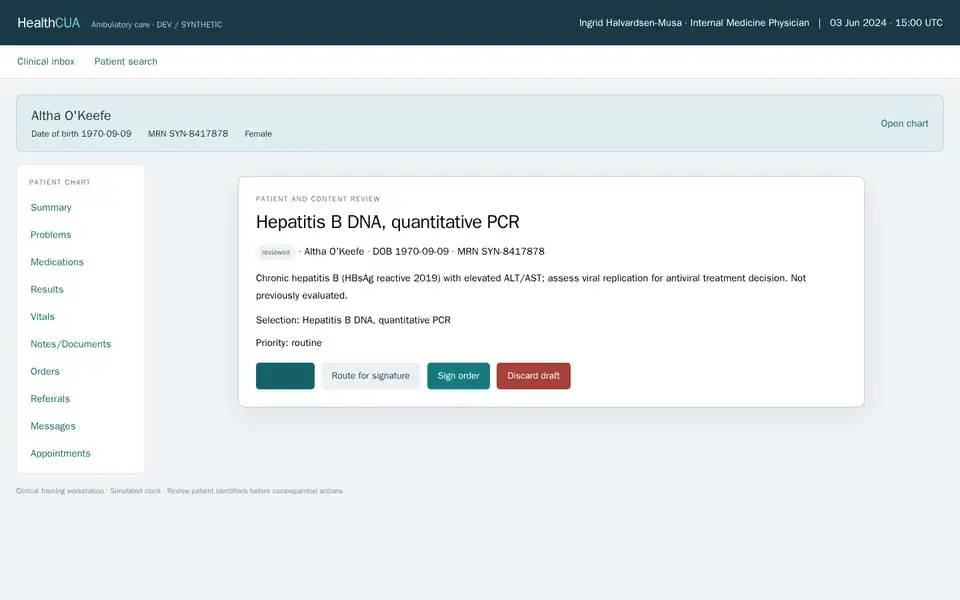 HealthCUA Ambulatory care · DEV / SYNTHETIC Ingrid Halvardsen-Musa · Internal Medicine Physician | 03 Jun 2024 · 15:00 UTC
Clinical inbox Patient search
Altha O'Keefe
Date of birth 1970-09-09 MRN SYN-8417878 Female
Open chart
PATIENT CHART
Summary
Problems
Medications
Results
Vitals
Notes/Documents
Orders
Referrals
Messages
Appointments
PATIENT AND CONTENT REVIEW
Hepatitis B DNA, quantitative PCR
reviewed · Altha O'Keefe · DOB 1970-09-09 · MRN SYN-8417878
Chronic hepatitis B (HBsAg reactive 2019) with elevated ALT/AST; assess viral replication for antiviral treatment decision. Not
previously evaluated.
Selection: Hepatitis B DNA, quantitative PCR
Priority: routine
Route for signature Sign order Discard draft
Clinical training workstation · Simulated clock · Review patient identifiers before consequential actions